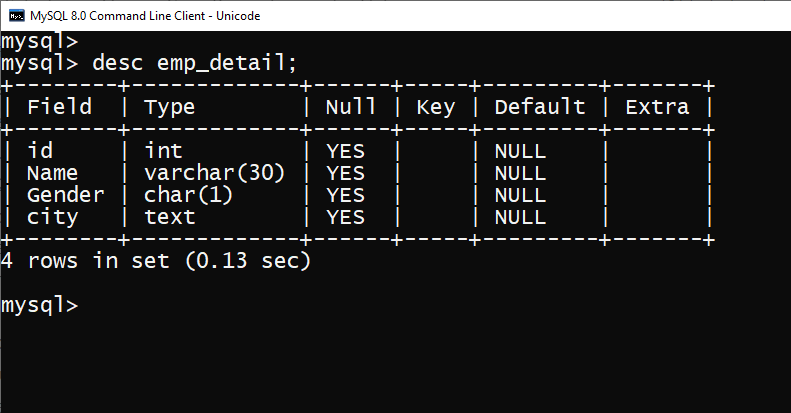 MySQL 8.0 Command Line Client - Unicode
mysql>
mysql> desc emp_detail;
+--------+-------------+------+-----+---------+-------+
| Field  | Type        | Null | Key | Default | Extra |
+--------+-------------+------+-----+---------+-------+
| id     | int         | YES  |     | NULL    |       |
| Name   | varchar(30) | YES  |     | NULL    |       |
| Gender | char(1)     | YES  |     | NULL    |       |
| city   | text        | YES  |     | NULL    |       |
+--------+-------------+------+-----+---------+-------+
4 rows in set (0.13 sec)
mysql>